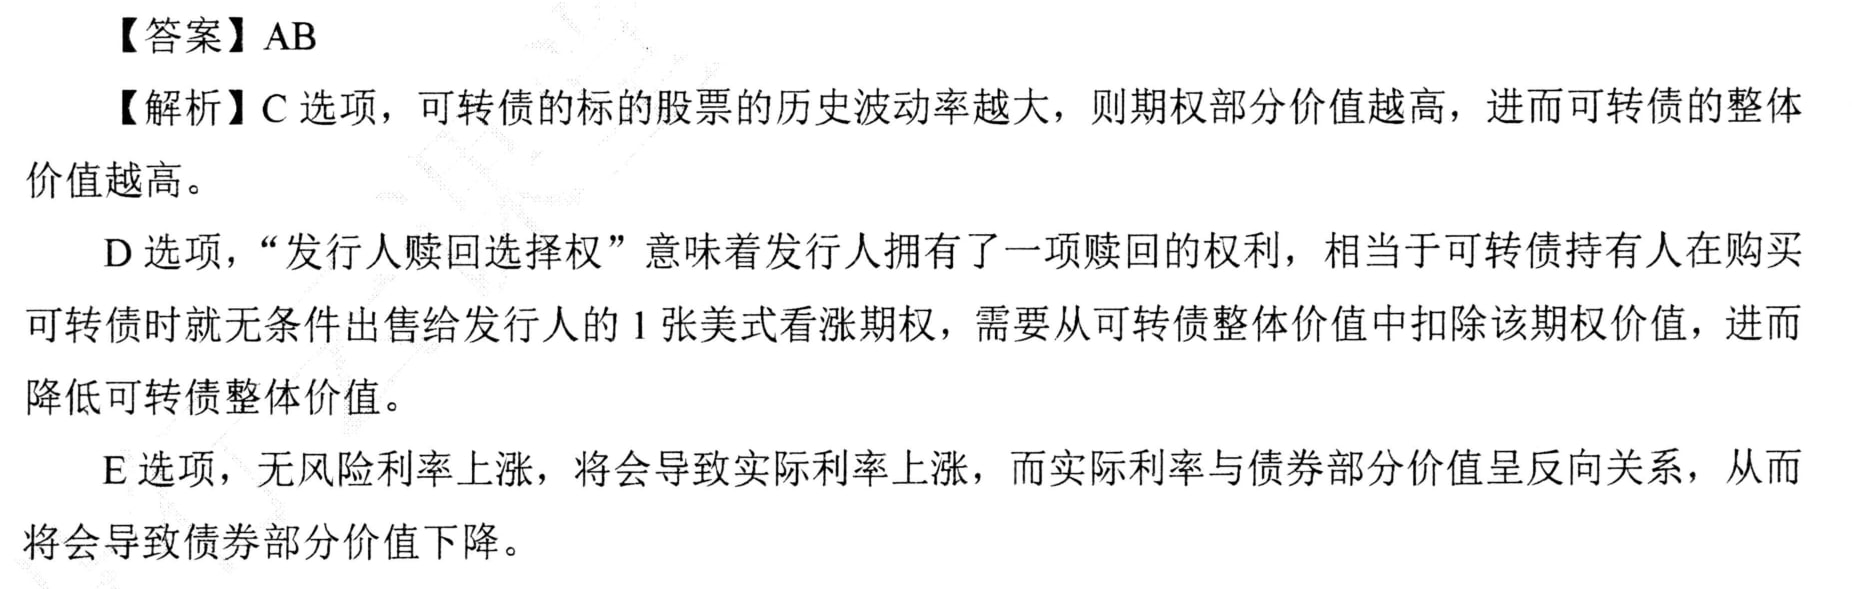 【答案】AB
【解析】C 选项，可转债的标的股票的历史波动率越大，则期权部分价值越高，进而可转债的整体
价值越高。
D 选项，“发行人赎回选择权”意味着发行人拥有了一项赎回的权利，相当于可转债持有人在购买
可转债时就无条件出售给发行人的 1 张美式看涨期权，需要从可转债整体价值中扣除该期权价值，进而
降低可转债整体价值。
E 选项，无风险利率上涨，将会导致实际利率上涨，而实际利率与债券部分价值呈反向关系，从而
将会导致债券部分价值下降。